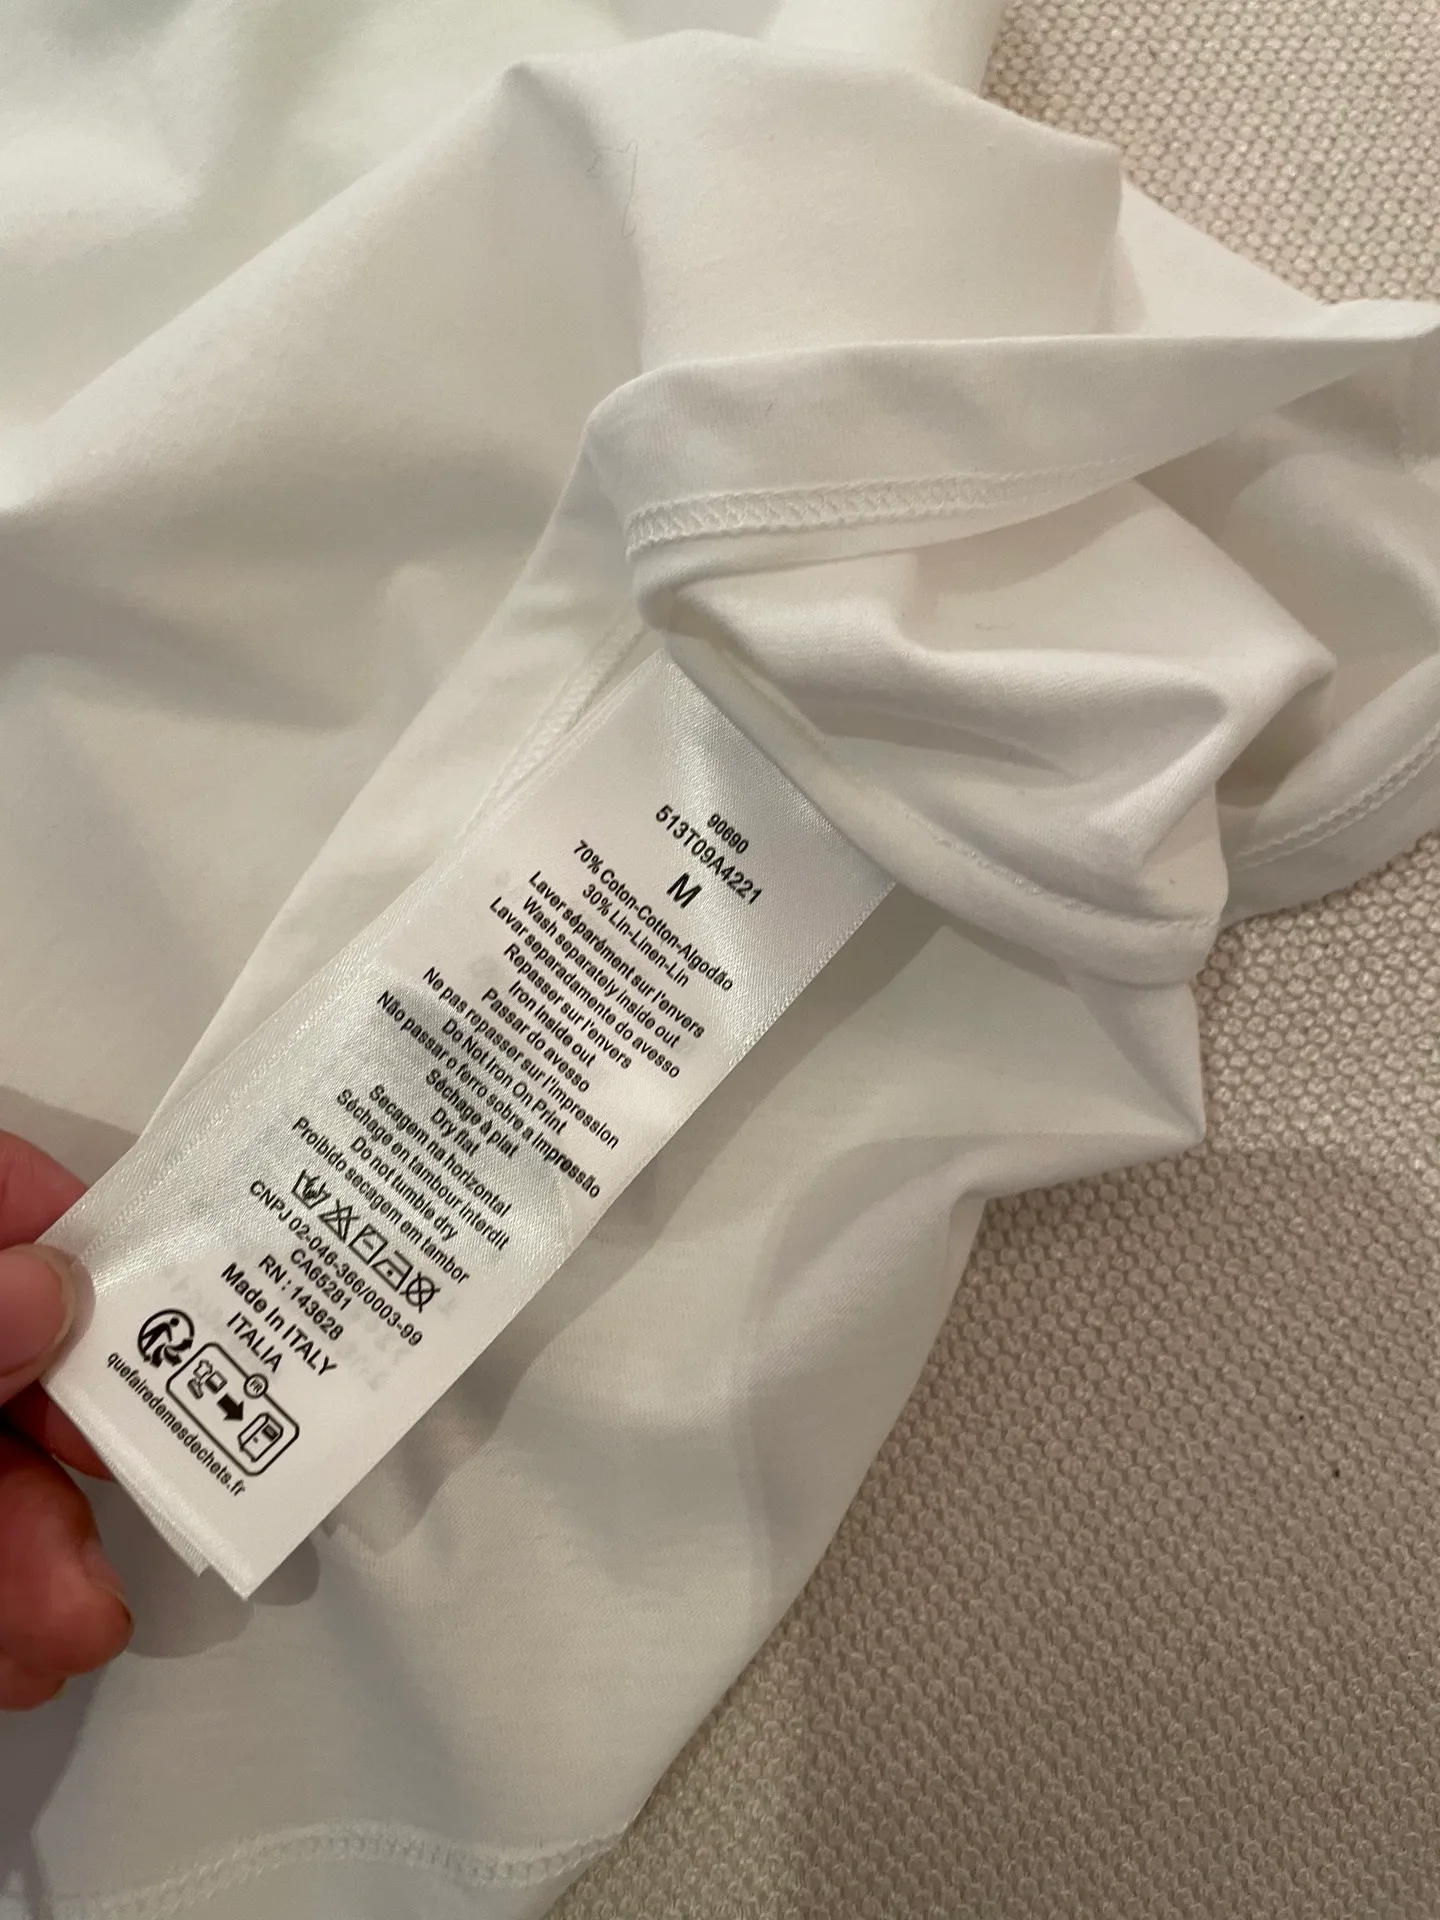 90690
513T09A4221
M
70% Coton-Cotton-Algodão
30% Lin-Linen-Lin
Laver séparément sur l'envers
Wash separately inside out
Lavar separadamente do avesso
Repasser sur l'envers
Iron inside out
Passar do avesso
Ne pas repasser sur l'impression
Do Not Iron On Print
Não passar o ferro sobre a impressão
Séchage à plat
Dry flat
Secagem na horizontal
Séchage en tambour interdit
Do not tumble dry
Proibido secagem em tambor
CNPJ 02-046-366/0003-99
CA65281
RN : 143628
Made In ITALY
ITALIA
FR
quefairedemesdechets.fr